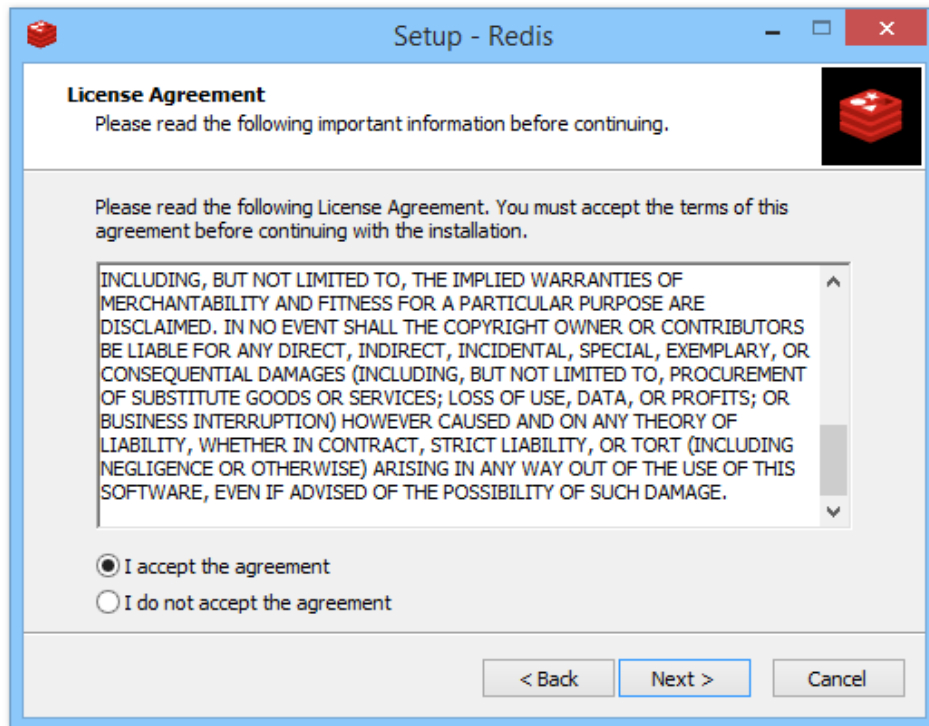 Setup - Redis
License Agreement
Please read the following important information before continuing.
Please read the following License Agreement. You must accept the terms of this
agreement before continuing with the installation.
INCLUDING, BUT NOT LIMITED TO, THE IMPLIED WARRANTIES OF
MERCHANTABILITY AND FITNESS FOR A PARTICULAR PURPOSE ARE
DISCLAIMED. IN NO EVENT SHALL THE COPYRIGHT OWNER OR CONTRIBUTORS
BE LIABLE FOR ANY DIRECT, INDIRECT, INCIDENTAL, SPECIAL, EXEMPLARY, OR
CONSEQUENTIAL DAMAGES (INCLUDING, BUT NOT LIMITED TO, PROCUREMENT
OF SUBSTITUTE GOODS OR SERVICES; LOSS OF USE, DATA, OR PROFITS; OR
BUSINESS INTERRUPTION) HOWEVER CAUSED AND ON ANY THEORY OF
LIABILITY, WHETHER IN CONTRACT, STRICT LIABILITY, OR TORT (INCLUDING
NEGLIGENCE OR OTHERWISE) ARISING IN ANY WAY OUT OF THE USE OF THIS
SOFTWARE, EVEN IF ADVISED OF THE POSSIBILITY OF SUCH DAMAGE.
I accept the agreement
I do not accept the agreement
< Back Next > Cancel